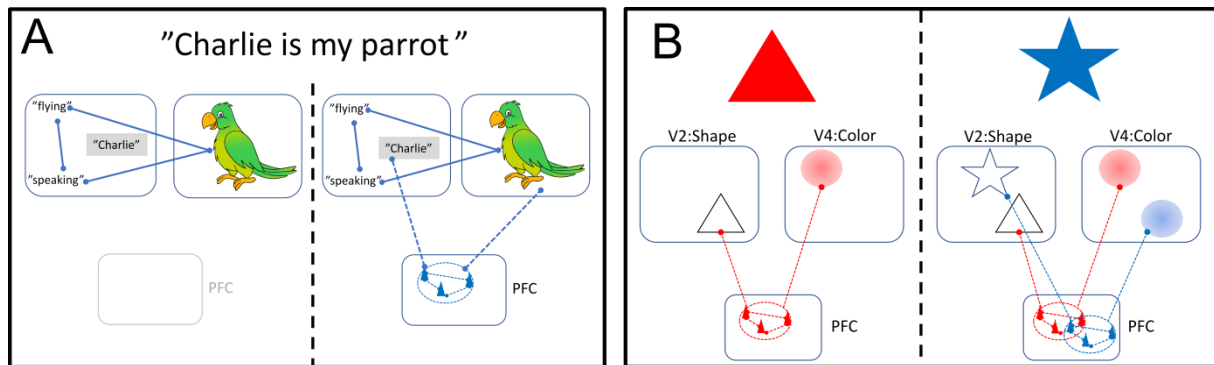 A
”Charlie is my parrot ”
”flying”
”Charlie”
”speaking”
PFC
”flying”
”Charlie”
”speaking”
PFC
B
V2:Shape
V4:Color
PFC
V2:Shape
V4:Color
PFC